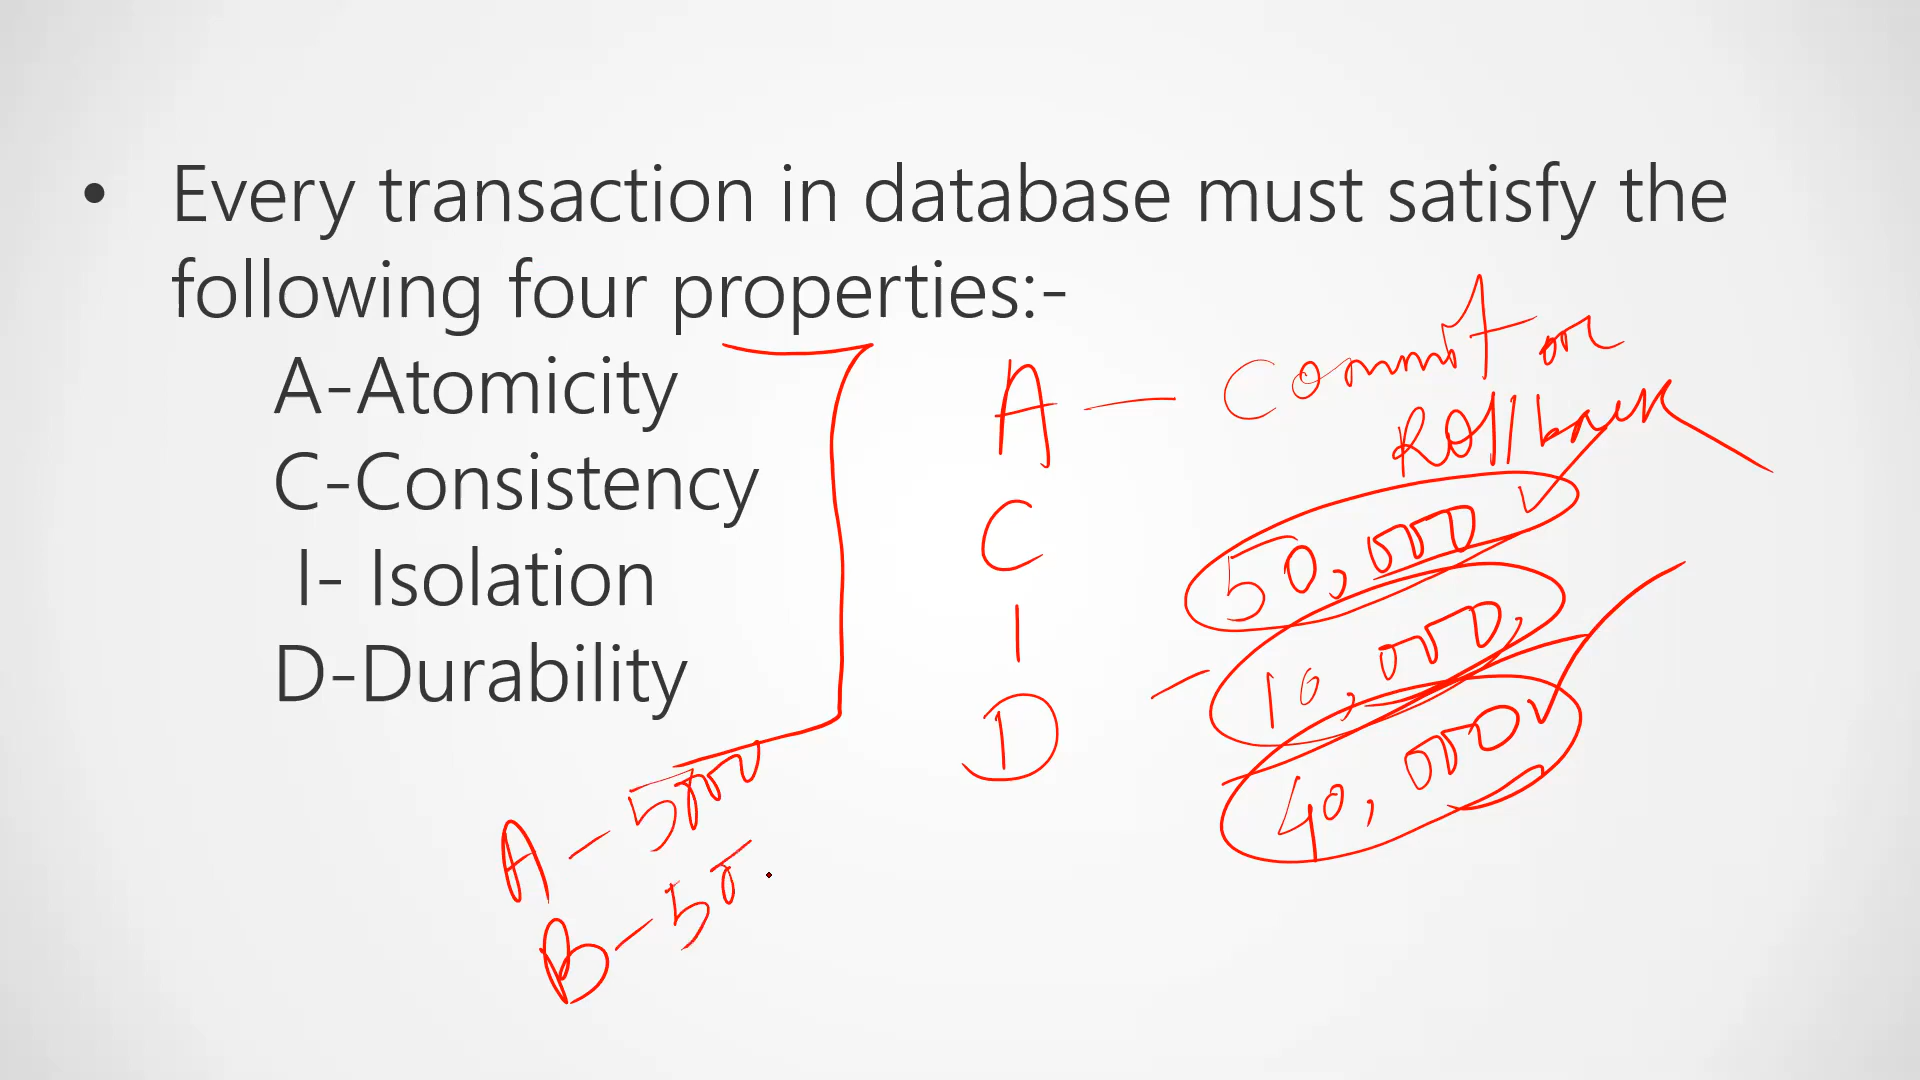 • Every transaction in database must satisfy the
following four properties:-
A-Atomicity
C-Consistency
I- Isolation
D-Durability
A — Commit or
Rollback
C
I
D
50,000
- 10,000
40,000
A - 5000
B - 50